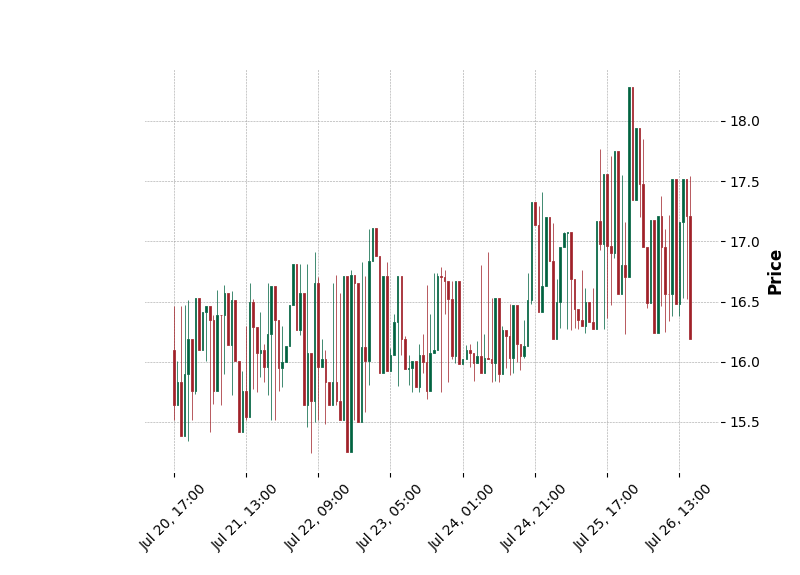 18.0
17.5
17.0
16.5
16.0
15.5
Price
Jul 20, 17:00
Jul 21, 13:00
Jul 22, 09:00
Jul 23, 05:00
Jul 24, 01:00
Jul 24, 21:00
Jul 25, 17:00
Jul 26, 13:00